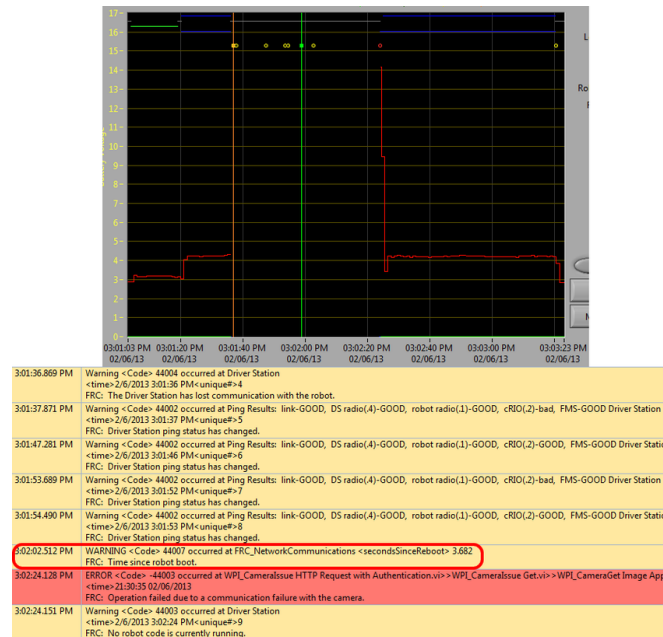 17-
16-
15-
14-
13-
12-
11-
10-
9-
8-
7-
6-
5-
4-
3-
2-
1-
0-
L
Ro
F
N
03:01:03 PM 03:01:20 PM 03:01:40 PM 03:02:00 PM 03:02:20 PM 03:02:40 PM 03:03:00 PM 03:03:23 PM
02/06/13 02/06/13 02/06/13 02/06/13 02/06/13 02/06/13 02/06/13 02/06/13
3:01:36.869 PM Warning <Code> 44004 occurred at Driver Station
<time>2/6/2013 3:01:36 PM<unique#>4
FRC: The Driver Station has lost communication with the robot.
3:01:37.871 PM Warning <Code> 44002 occurred at Ping Results: link-GOOD, DS radio(.4)-GOOD, robot radio(.1)-GOOD, cRIO(.2)-bad, FMS-GOOD Driver Station
<time>2/6/2013 3:01:37 PM<unique#>5
FRC: Driver Station ping status has changed.
3:01:47.281 PM Warning <Code> 44002 occurred at Ping Results: link-GOOD, DS radio(.4)-GOOD, robot radio(.1)-GOOD, cRIO(.2)-GOOD, FMS-GOOD Driver Statio
<time>2/6/2013 3:01:46 PM<unique#>6
FRC: Driver Station ping status has changed.
3:01:53.689 PM Warning <Code> 44002 occurred at Ping Results: link-GOOD, DS radio(.4)-GOOD, robot radio(.1)-GOOD, cRIO(.2)-bad, FMS-GOOD Driver Station
<time>2/6/2013 3:01:52 PM<unique#>7
FRC: Driver Station ping status has changed.
3:01:54.490 PM Warning <Code> 44002 occurred at Ping Results: link-GOOD, DS radio(.4)-GOOD, robot radio(.1)-GOOD, cRIO(.2)-GOOD, FMS-GOOD Driver Statio
<time>2/6/2013 3:01:53 PM<unique#>8
FRC: Driver Station ping status has changed.
3:02:02.512 PM WARNING <Code> 44007 occurred at FRC_NetworkCommunications <secondsSinceReboot> 3.682
FRC: Time since robot boot.
3:02:24.128 PM ERROR <Code> -44003 occurred at WPI_CameraIssue HTTP Request with Authentication.vi>>WPI_CameraIssue Get.vi>>WPI_CameraGet Image App
<time>21:30:35 02/06/2013
FRC: Operation failed due to a communication failure with the camera.
3:02:24.151 PM Warning <Code> 44003 occurred at Driver Station
<time>2/6/2013 3:02:24 PM<unique#>9
FRC: No robot code is currently running.